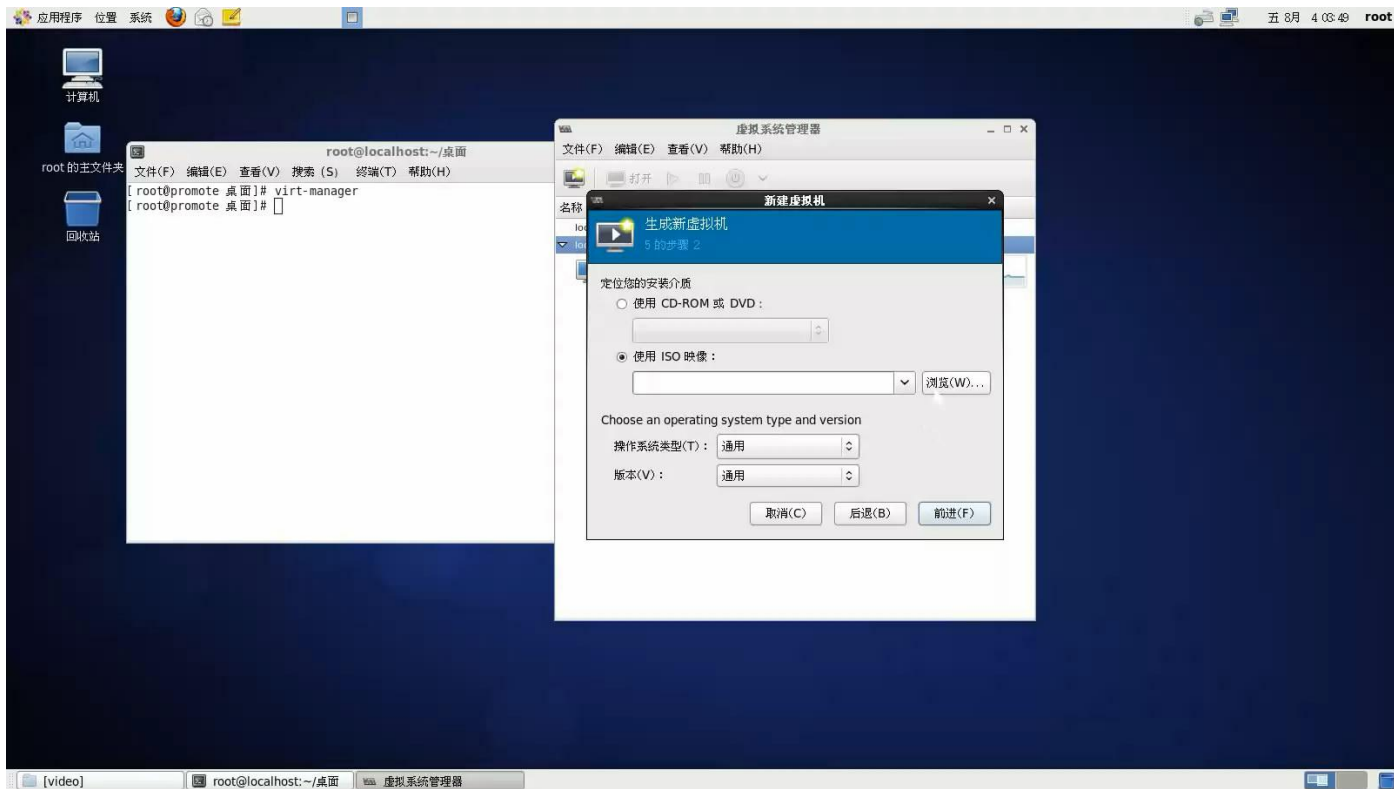 应用程序 位置 系统
五 8月 4 03:49 root
计算机
root 的主文件夹
回收站
root@localhost:~/桌面
文件(F) 编辑(E) 查看(V) 搜索 (S) 终端(T) 帮助(H)
[root@promote 桌面]# virt-manager
[root@promote 桌面]#
虚拟系统管理器
文件(F) 编辑(E) 查看(V) 帮助(H)
打开
名称
新建虚拟机
生成新虚拟机
5 的步骤 2
定位您的安装介质
使用 CD-ROM 或 DVD：
使用 ISO 映像：
浏览(W)...
Choose an operating system type and version
操作系统类型(T)： 通用
版本(V)： 通用
取消(C) 后退(B) 前进(F)
[video] root@localhost:~/桌面 虚拟系统管理器